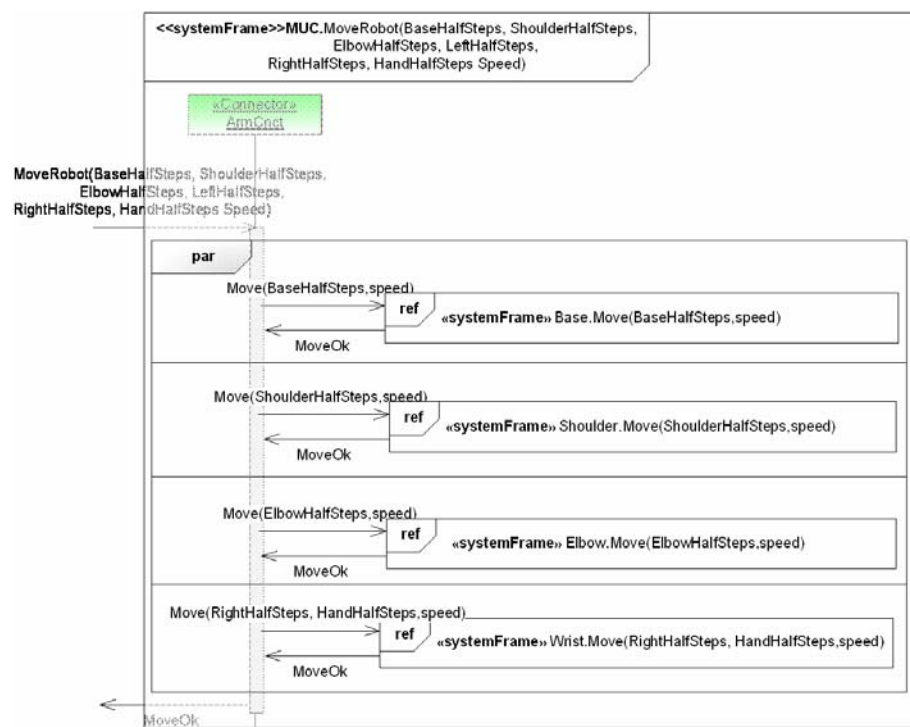 <<systemFrame>>MUC.MoveRobot(BaseHalfSteps, ShoulderHalfSteps,
ElbowHalfSteps, LeftHalfSteps,
RightHalfSteps, HandHalfSteps Speed)
«Connector»
ArmCnct
MoveRobot(BaseHalfSteps, ShoulderHalfSteps,
ElbowHalfSteps, LeftHalfSteps,
RightHalfSteps, HandHalfSteps Speed)
par
Move(BaseHalfSteps,speed)
ref
«systemFrame» Base.Move(BaseHalfSteps,speed)
MoveOk
Move(ShoulderHalfSteps,speed)
ref
«systemFrame» Shoulder.Move(ShoulderHalfSteps,speed)
MoveOk
Move(ElbowHalfSteps,speed)
ref
«systemFrame» Elbow.Move(ElbowHalfSteps,speed)
MoveOk
Move(RightHalfSteps, HandHalfSteps,speed)
ref
«systemFrame» Wrist.Move(RightHalfSteps, HandHalfSteps,speed)
MoveOk
MoveOk